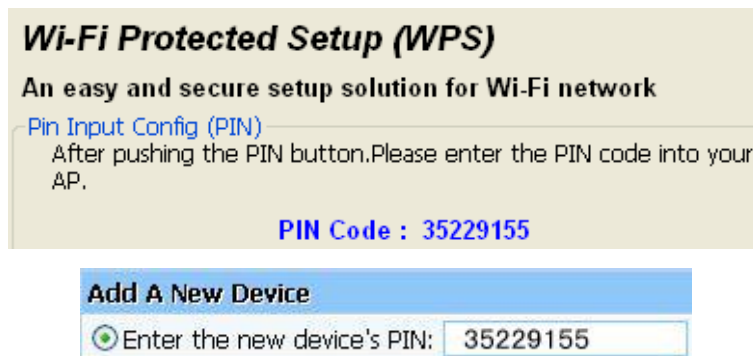 Wi-Fi Protected Setup (WPS)
An easy and secure setup solution for Wi-Fi network
Pin Input Config (PIN)
After pushing the PIN button.Please enter the PIN code into your
AP.
PIN Code : 35229155
Add A New Device
Enter the new device's PIN: 35229155